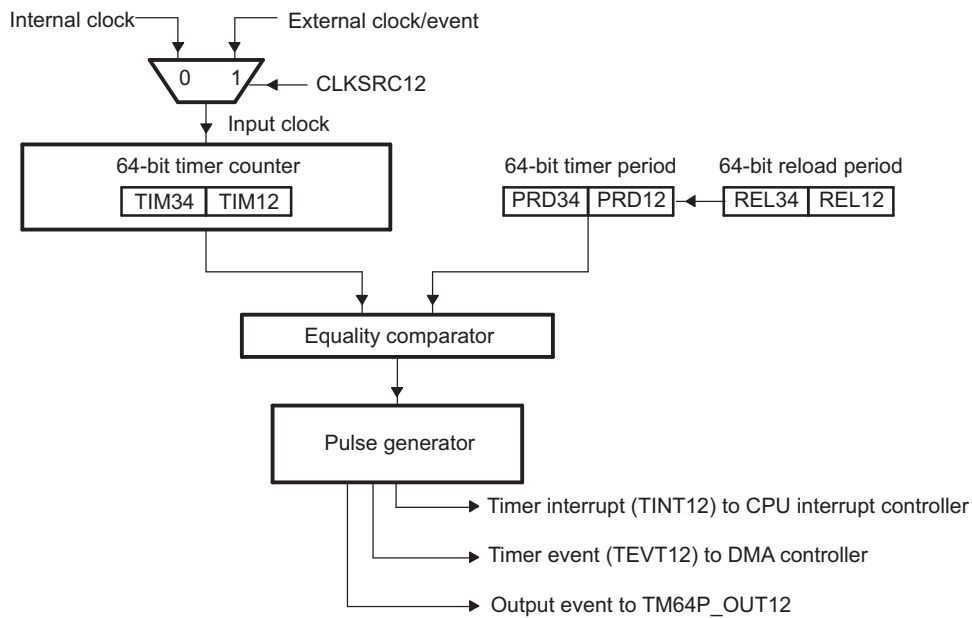 Internal clock
External clock/event
0 1
CLKSRC12
Input clock
64-bit timer counter
TIM34 TIM12
64-bit timer period
PRD34 PRD12
64-bit reload period
REL34 REL12
Equality comparator
Pulse generator
Timer interrupt (TINT12) to CPU interrupt controller
Timer event (TEVT12) to DMA controller
Output event to TM64P_OUT12